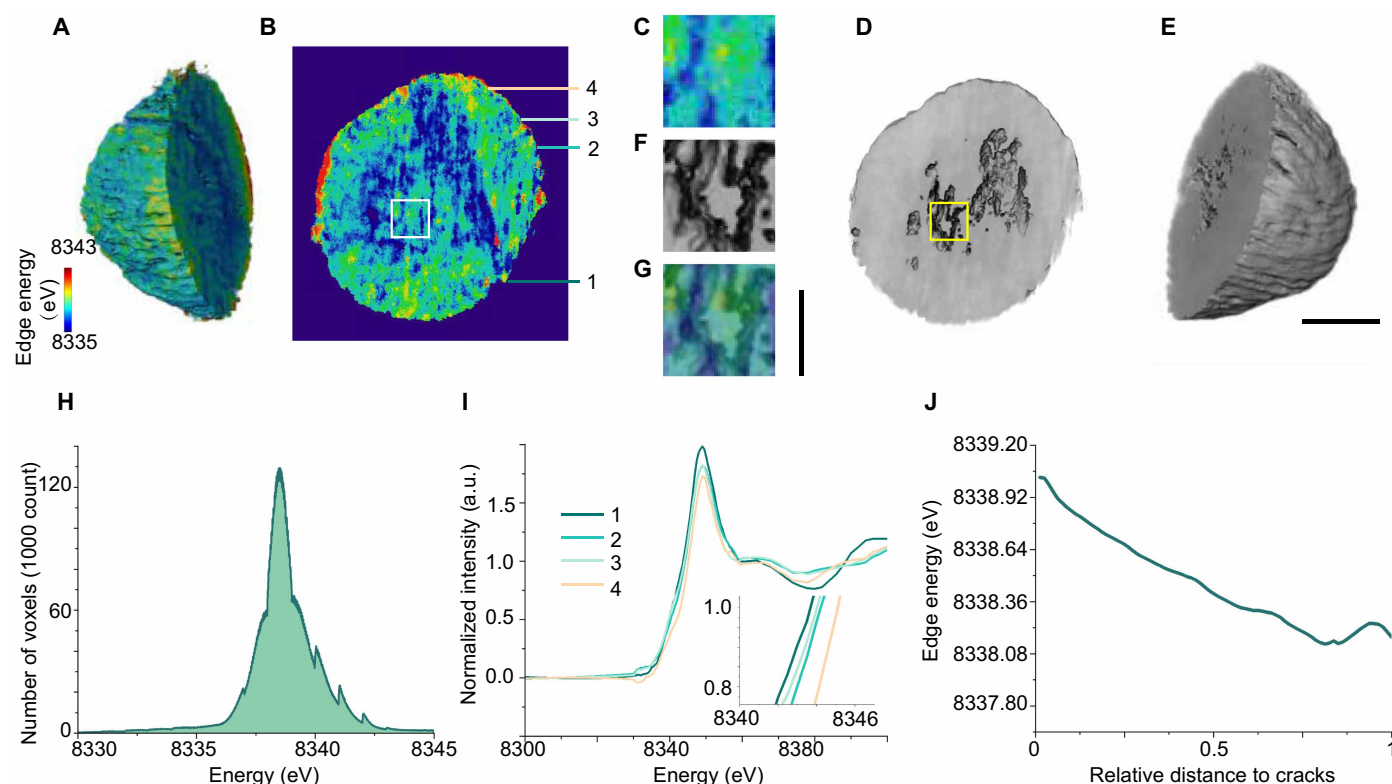 A
B
C
D
E
4
3
2
F
8343
Edge energy
(eV)
8335
G
1
H
I
J
Number of voxels (1000 count)
120
60
0
8330
8335
8340
8345
Energy (eV)
Normalized intensity (a.u.)
1.5
1.0
0.5
0.0
1
2
3
4
1.0
0.8
8340
8346
8300
8340
8380
Energy (eV)
Edge energy (eV)
8339.20
8338.92
8338.64
8338.36
8338.08
8337.80
0
0.5
1
Relative distance to cracks